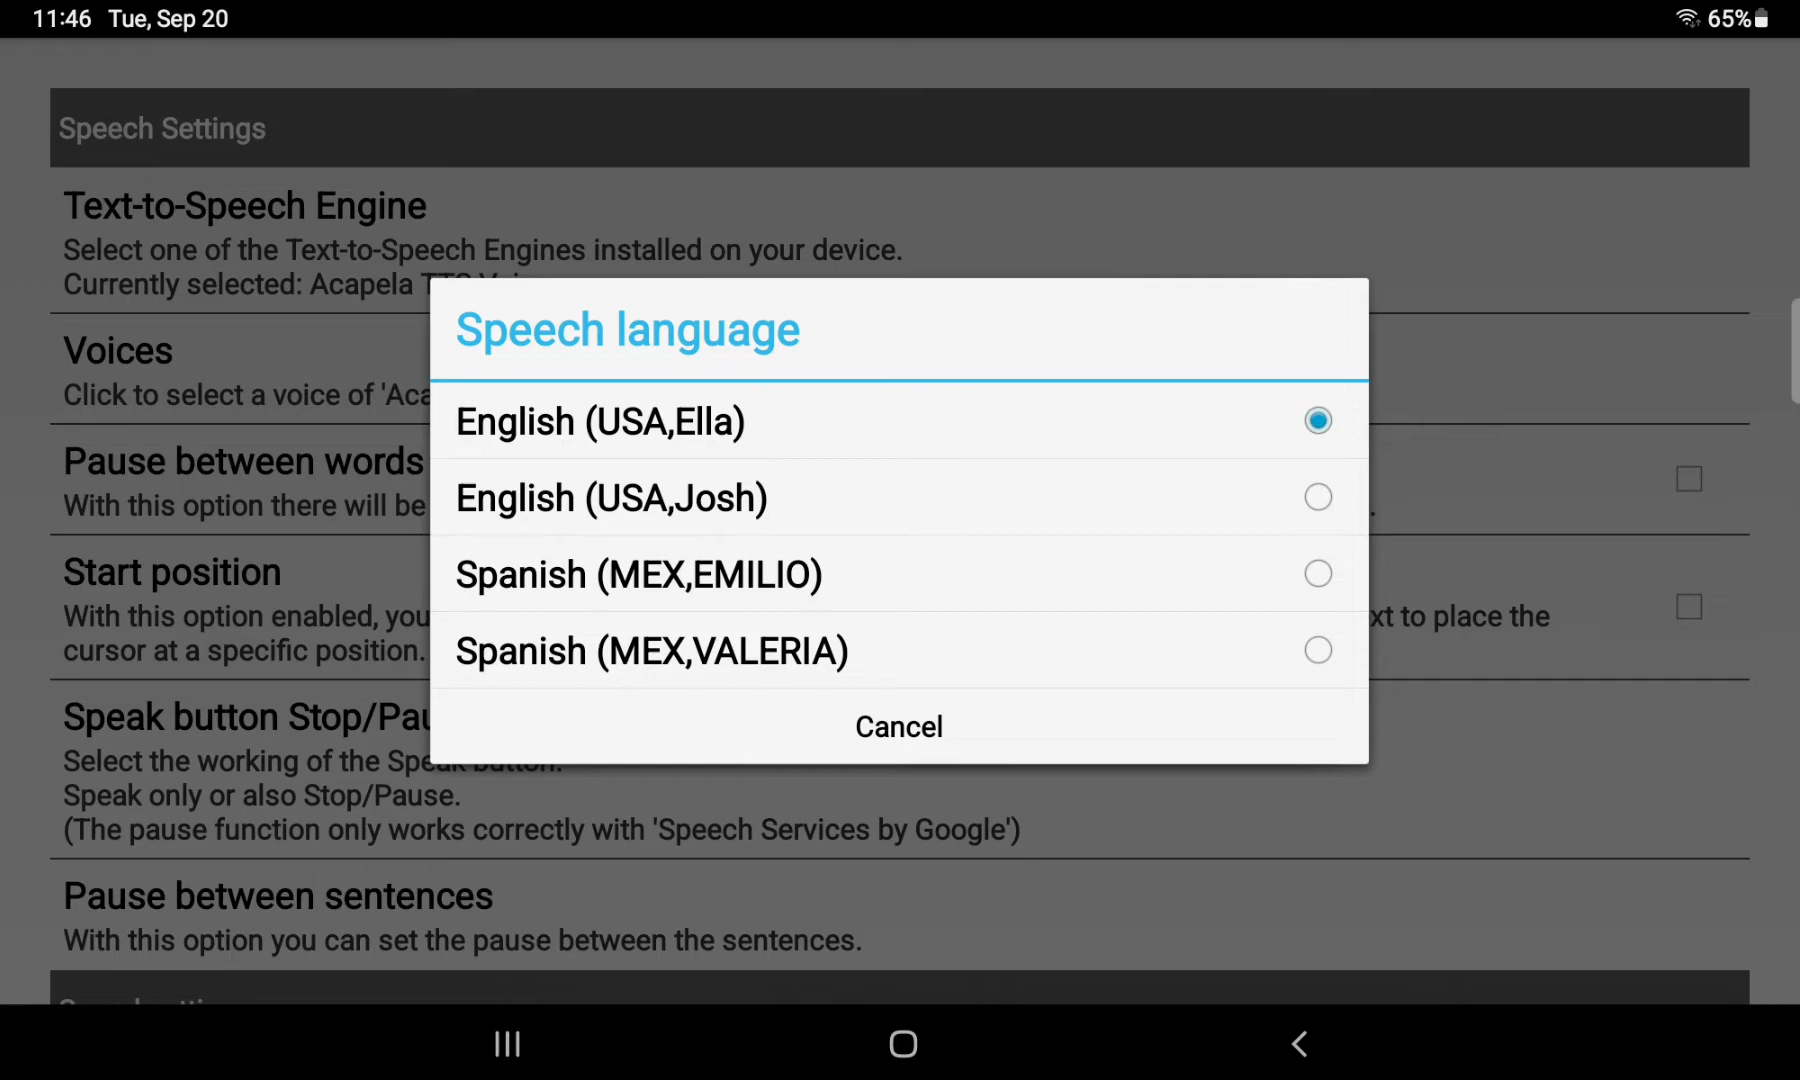 11:46 Tue, Sep 20
65%
Speech Settings
Text-to-Speech Engine
Select one of the Text-to-Speech Engines installed on your device.
Currently selected: Acapela
Voices
Click to select a voice of
Pause between words
With this option there will be
.
Start position
With this option enabled, you
xt to place the
cursor at a specific position.
Speak button
Select the working of the Speak button.
Speak only or also Stop/Pause.
(The pause function only works correctly with 'Speech Services by Google')
Pause between sentences
With this option you can set the pause between the sentences.
Speech language
English (USA,Ella)
English (USA,Josh)
Spanish (MEX,EMILIO)
Spanish (MEX,VALERIA)
Cancel